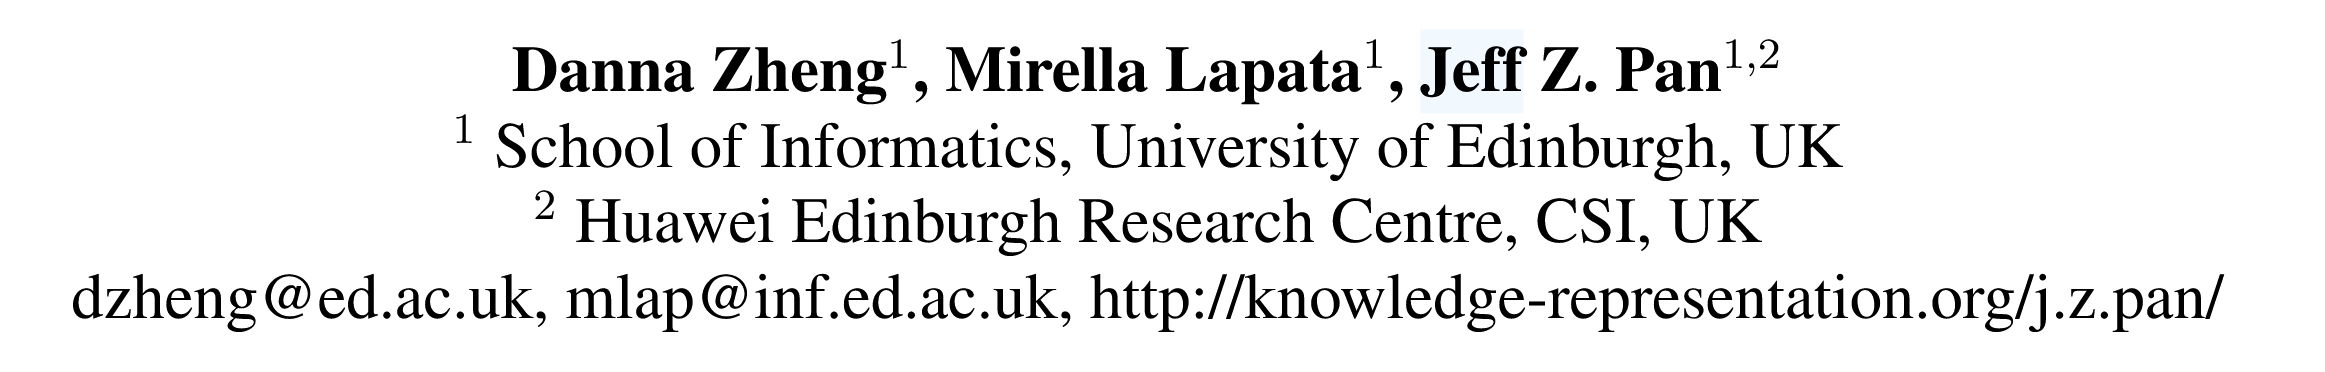 Danna Zheng¹, Mirella Lapata¹, Jeff Z. Pan¹,²
¹ School of Informatics, University of Edinburgh, UK
² Huawei Edinburgh Research Centre, CSI, UK
dzheng@ed.ac.uk, mlap@inf.ed.ac.uk, http://knowledge-representation.org/j.z.pan/